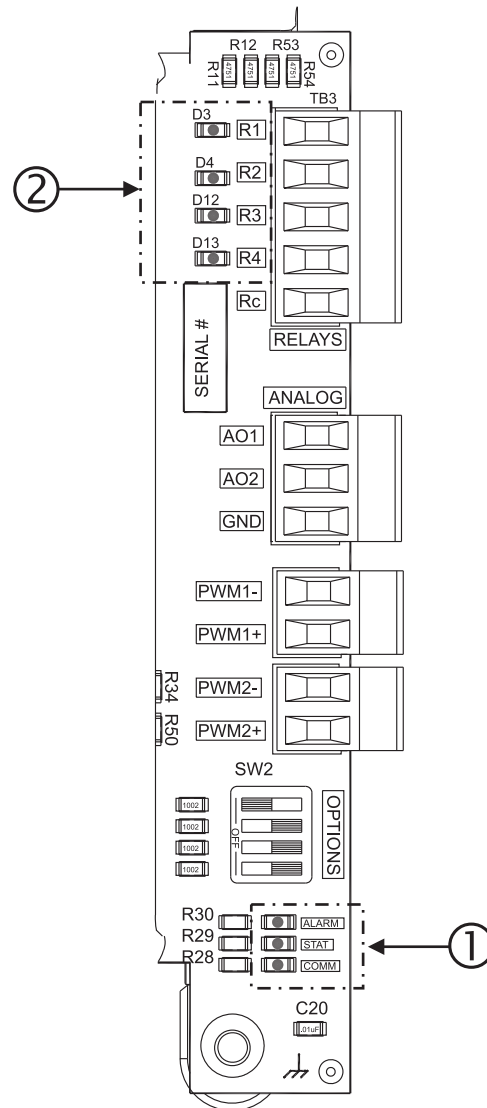 R12 R53
R11
R54
4751 4751 4751 4751
TB3
D3 R1
D4 R2
②
D12 R3
D13 R4
Rc
RELAYS
SERIAL #
ANALOG
AO1
AO2
GND
PWM1-
PWM1+
R34
PWM2-
R50
PWM2+
SW2
OPTIONS
OFF
1002
1002
1002
1002
R30 ALARM
R29 STAT
①
R28 COMM
C20
.01uF